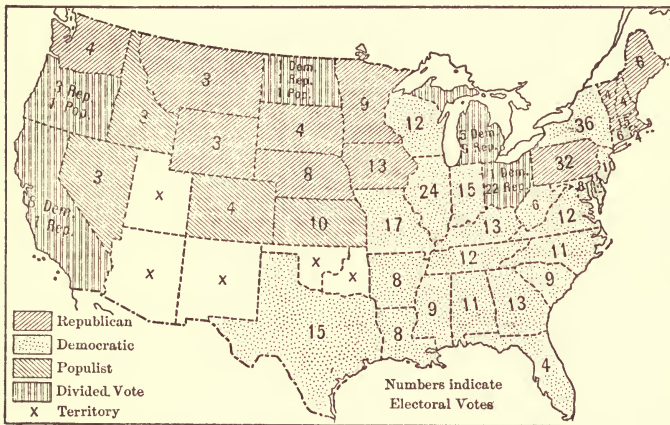 4
3
1 Dem.
1 Rep.
1 Pop.
9
6
3 Rep.
1 Pop.
3
3
4
12
5 Dem.
Rep.
36
4
4
15
6
4
3
8
13
24
15
1 Dem.
22 Rep.
32
10
8
3
X
4
10
17
13
6
12
Dem.
1 Rep.
X
X
X
X
8
12
11
9
15
8
9
11
13
4
Republican
Democratic
Populist
Divided Vote
X Territory
Numbers indicate
Electoral Votes